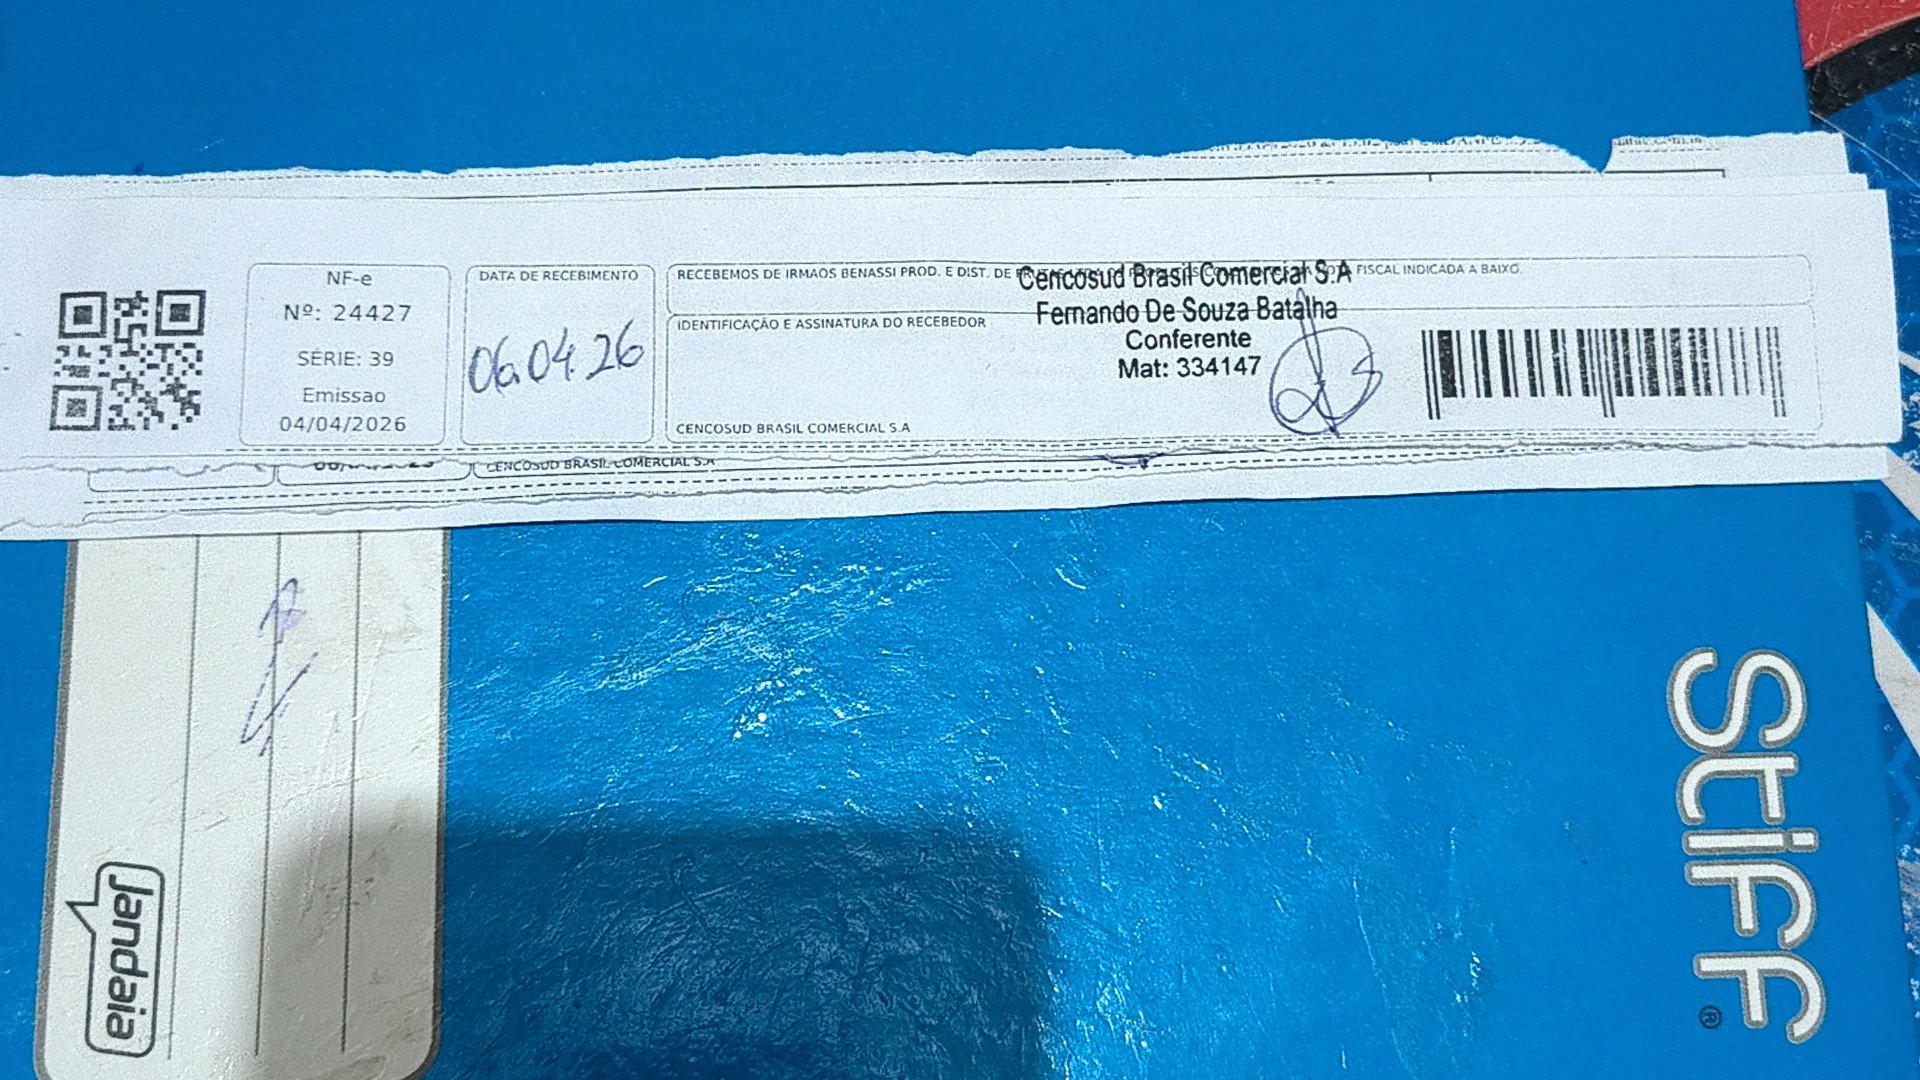 NF-e
Nº: 24427
SÉRIE: 39
Emissao
04/04/2026
DATA DE RECEBIMENTO
06.04.26
RECEBEMOS DE IRMAOS BENASSI PROD. E DIST. DE FISCAL INDICADA A BAIXO.
IDENTIFICAÇÃO E ASSINATURA DO RECEBEDOR
Cencosud Brasil Comercial S.A
Fernando De Souza Batalha
Conferente
Mat: 334147
CENCOSUD BRASIL COMERCIAL S.A
CENCOSUD BRASIL COMERCIAL S.A
Jandaia
Stiff ®